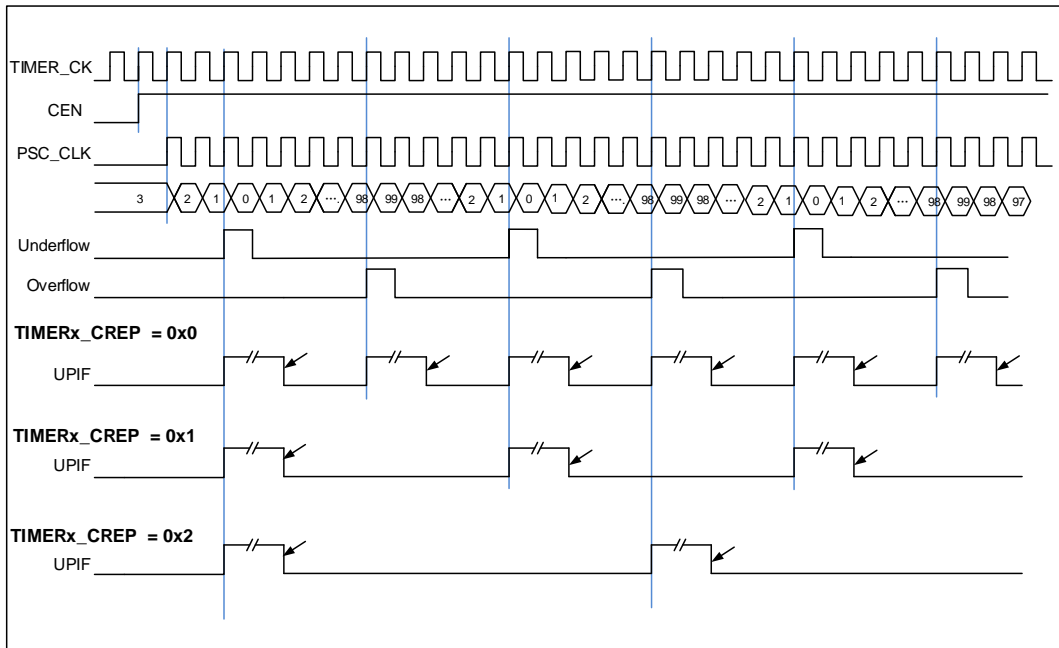 TIMER_CK
CEN
PSC_CLK
3 2 1 0 1 2 .... 98 99 98 ... 2 1 0 1 2 .... 98 99 98 ... 2 1 0 1 2 ... 98 99 98 97
Underflow
Overflow
TIMERx_CREP = 0x0
UPIF
TIMERx_CREP = 0x1
UPIF
TIMERx_CREP = 0x2
UPIF